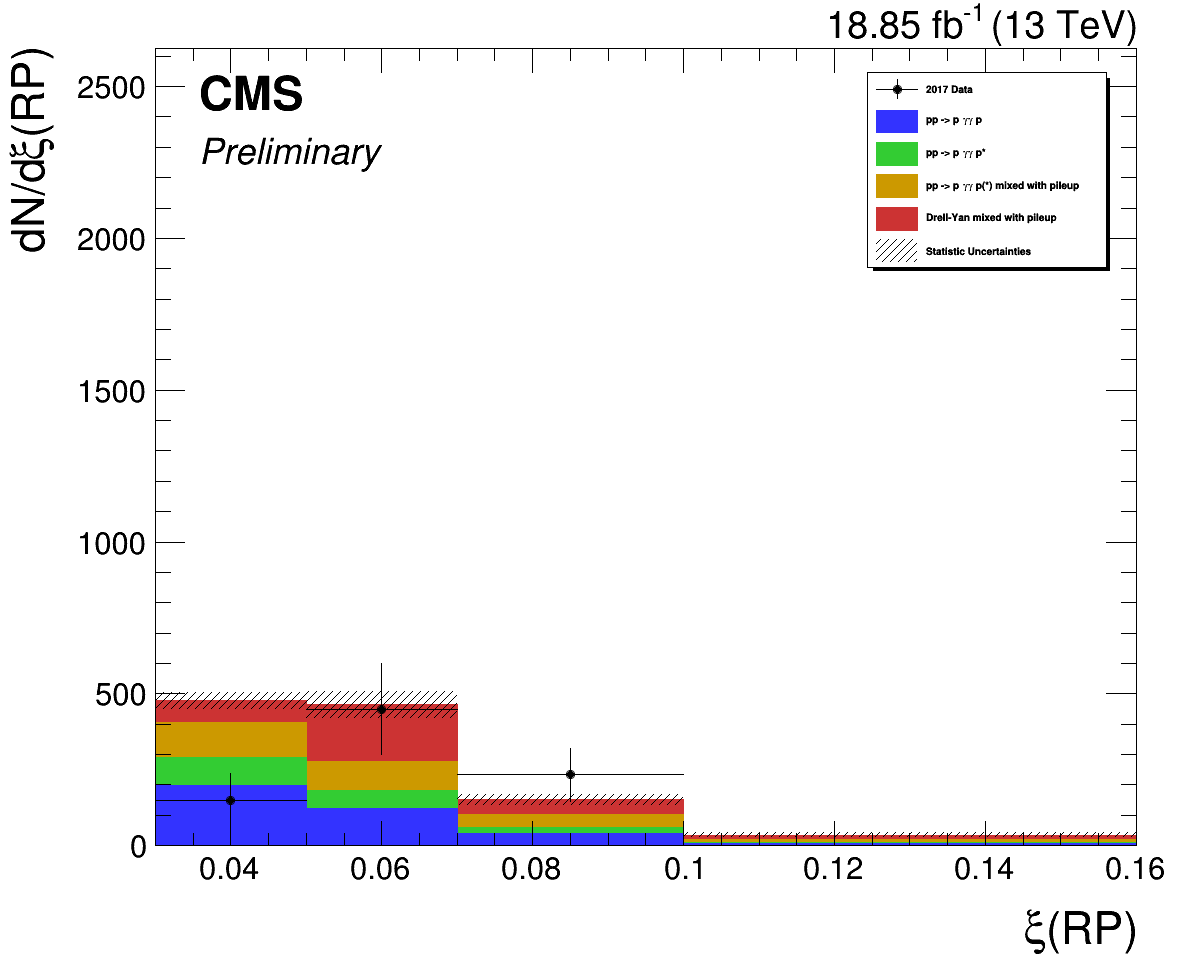 18.85 fb-1 (13 TeV)
dN/dξ(RP)
CMS
Preliminary
2017 Data
pp -> p γγ p
pp -> p γγ p*
pp -> p γγ p(*) mixed with pileup
Drell-Yan mixed with pileup
Statistic Uncertainties
2500
2000
1500
1000
500
0
0.04 0.06 0.08 0.1 0.12 0.14 0.16
ξ(RP)